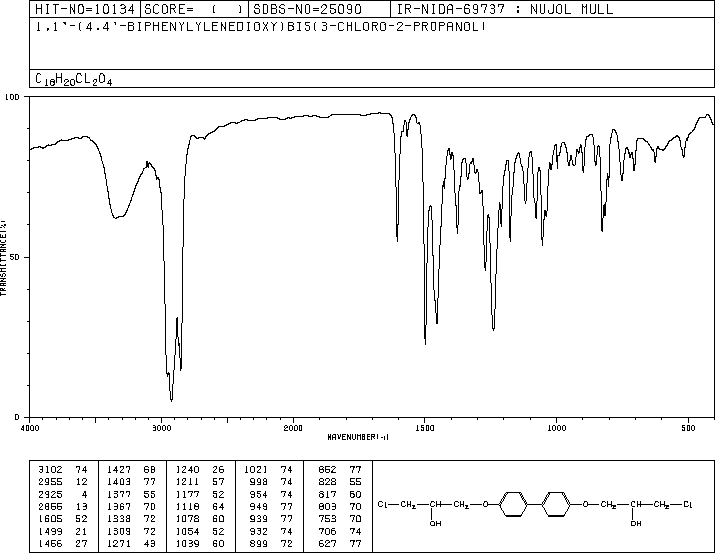 HIT-NO=10134 SCORE= ( ) SDBS-NO=25090 IR-NIDA-69737 : NUJOL MULL
1,1'-(4,4'-BIPHENYLYLENEDIOXY)BIS(3-CHLORO-2-PROPANOL)
C18H20CL2O4
100
50
0
TRANSMITTANCE(%)
4000 3000 2000 1500 1000 500
WAVENUMBER(-1)
3102 74 1427 68 1240 26 1021 74 852 77
2955 12 1403 77 1211 57 998 74 828 55
2925 4 1377 55 1177 52 954 74 817 60
2855 13 1367 70 1118 64 949 77 803 70
1605 52 1338 72 1078 60 939 77 753 70
1499 21 1309 72 1054 52 932 74 706 74
1456 27 1271 43 1039 60 899 72 627 77
Cl CH2 CH CH2 O O CH2 CH CH2 Cl
OH OH